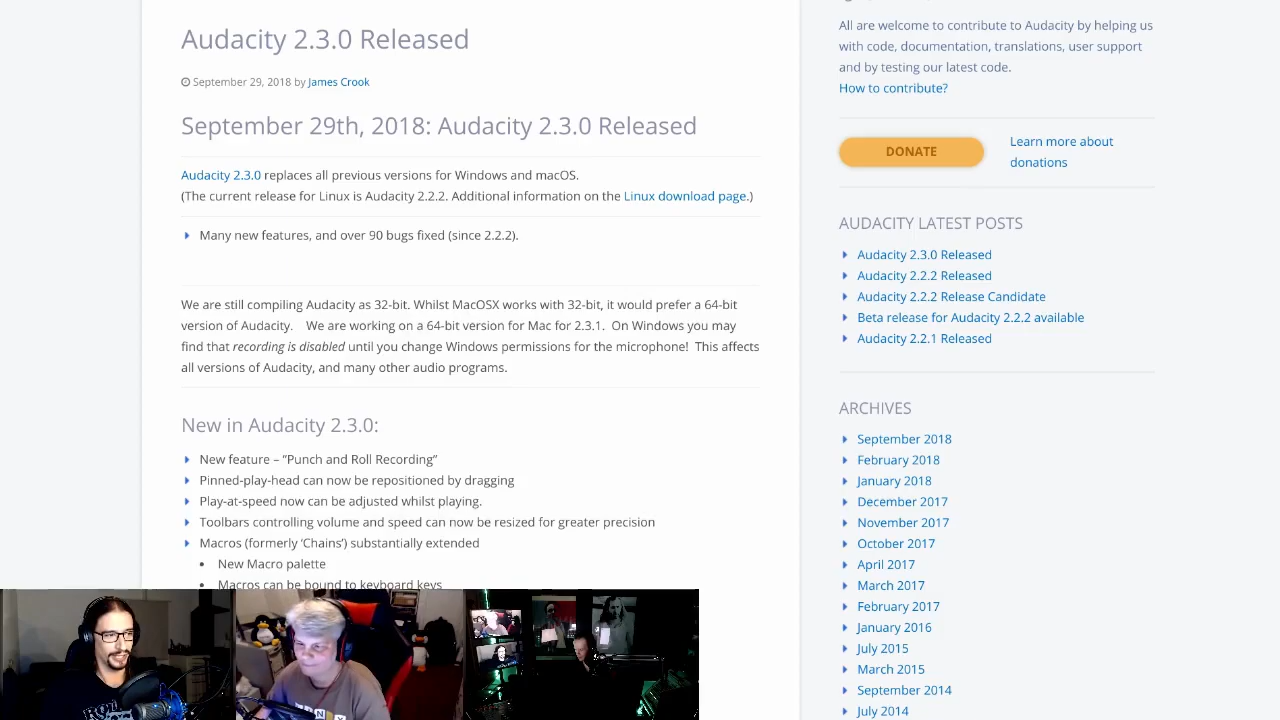 Audacity 2.3.0 Released
September 29, 2018 by James Crook
September 29th, 2018: Audacity 2.3.0 Released
Audacity 2.3.0 replaces all previous versions for Windows and macOS.
(The current release for Linux is Audacity 2.2.2. Additional information on the Linux download page.)
Many new features, and over 90 bugs fixed (since 2.2.2).
We are still compiling Audacity as 32-bit. Whilst MacOSX works with 32-bit, it would prefer a 64-bit
version of Audacity. We are working on a 64-bit version for Mac for 2.3.1. On Windows you may
find that recording is disabled until you change Windows permissions for the microphone! This affects
all versions of Audacity, and many other audio programs.
New in Audacity 2.3.0:
New feature – "Punch and Roll Recording"
Pinned-play-head can now be repositioned by dragging
Play-at-speed now can be adjusted whilst playing.
Toolbars controlling volume and speed can now be resized for greater precision
Macros (formerly 'Chains') substantially extended
New Macro palette
Macros can be bound to keyboard keys
All are welcome to contribute to Audacity by helping us
with code, documentation, translations, user support
and by testing our latest code.
How to contribute?
DONATE
Learn more about
donations
AUDACITY LATEST POSTS
Audacity 2.3.0 Released
Audacity 2.2.2 Released
Audacity 2.2.2 Release Candidate
Beta release for Audacity 2.2.2 available
Audacity 2.2.1 Released
ARCHIVES
September 2018
February 2018
January 2018
December 2017
November 2017
October 2017
April 2017
March 2017
February 2017
January 2016
July 2015
March 2015
September 2014
July 2014